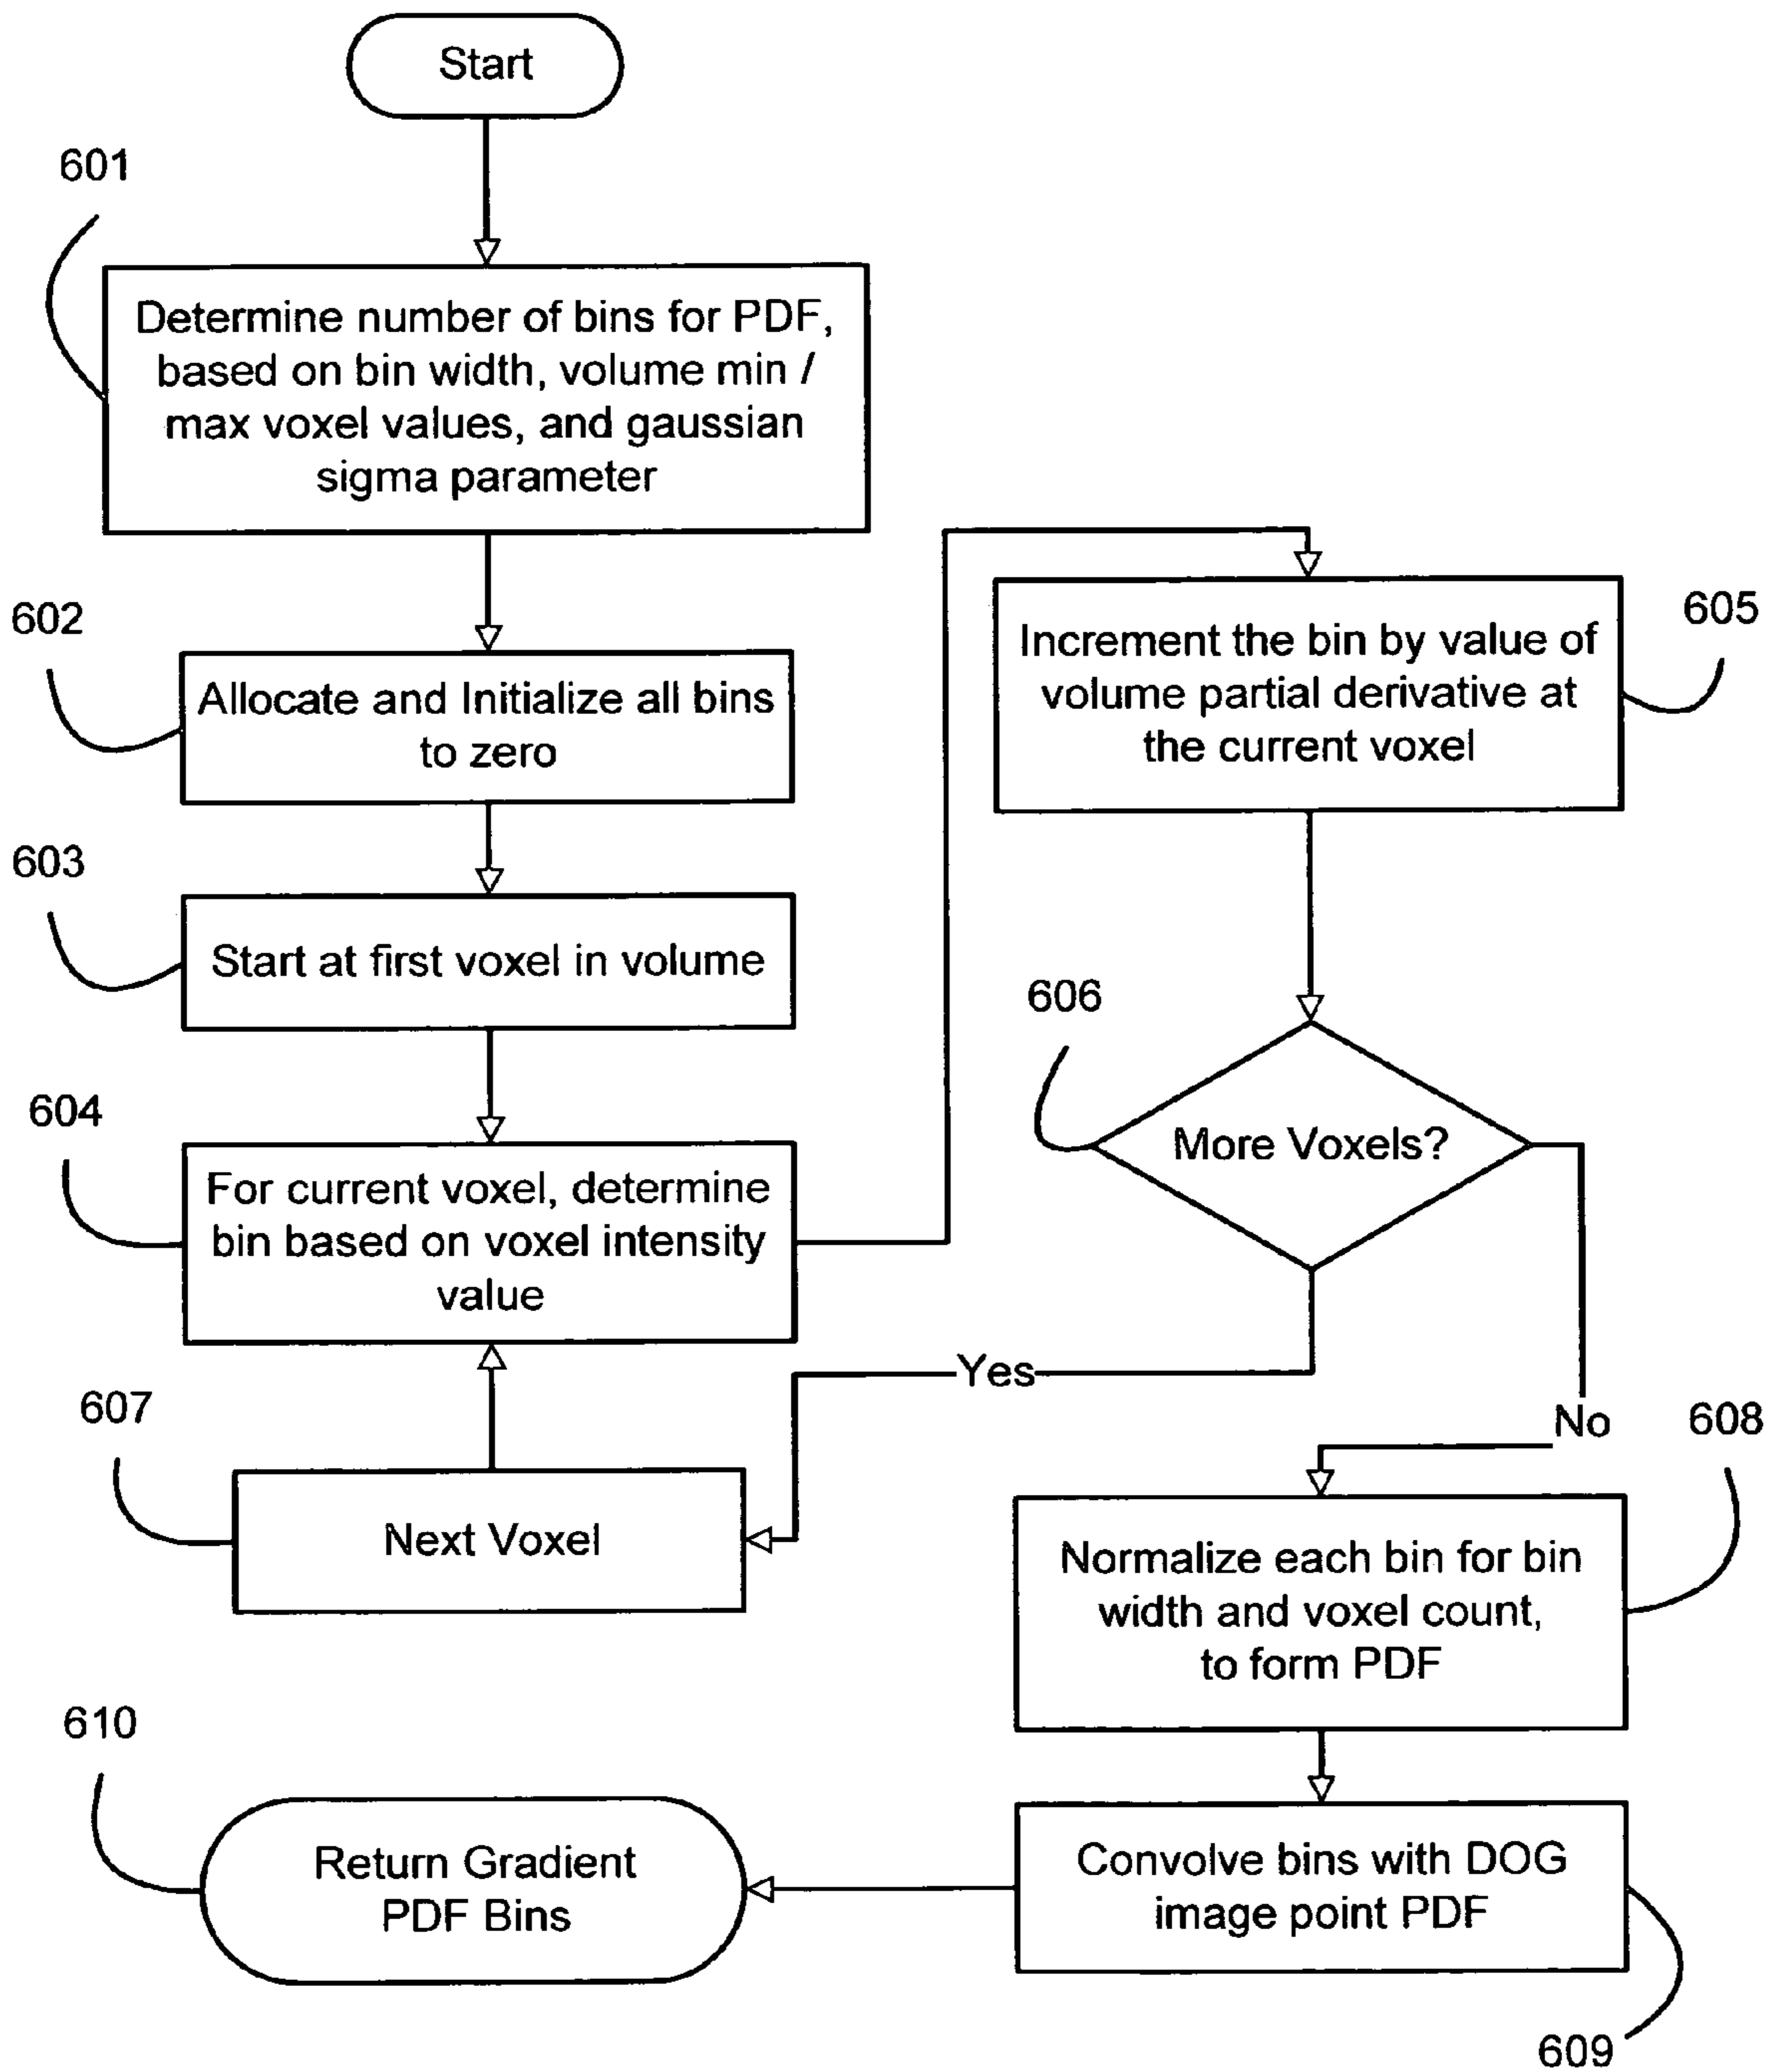 Start
601
Determine number of bins for PDF,
based on bin width, volume min /
max voxel values, and gaussian
sigma parameter
602
Allocate and Initialize all bins
to zero
603
Start at first voxel in volume
604
For current voxel, determine
bin based on voxel intensity
value
605
Increment the bin by value of
volume partial derivative at
the current voxel
606
More Voxels?
Yes
No
607
Next Voxel
608
Normalize each bin for bin
width and voxel count,
to form PDF
609
Convolve bins with DOG
image point PDF
610
Return Gradient
PDF Bins